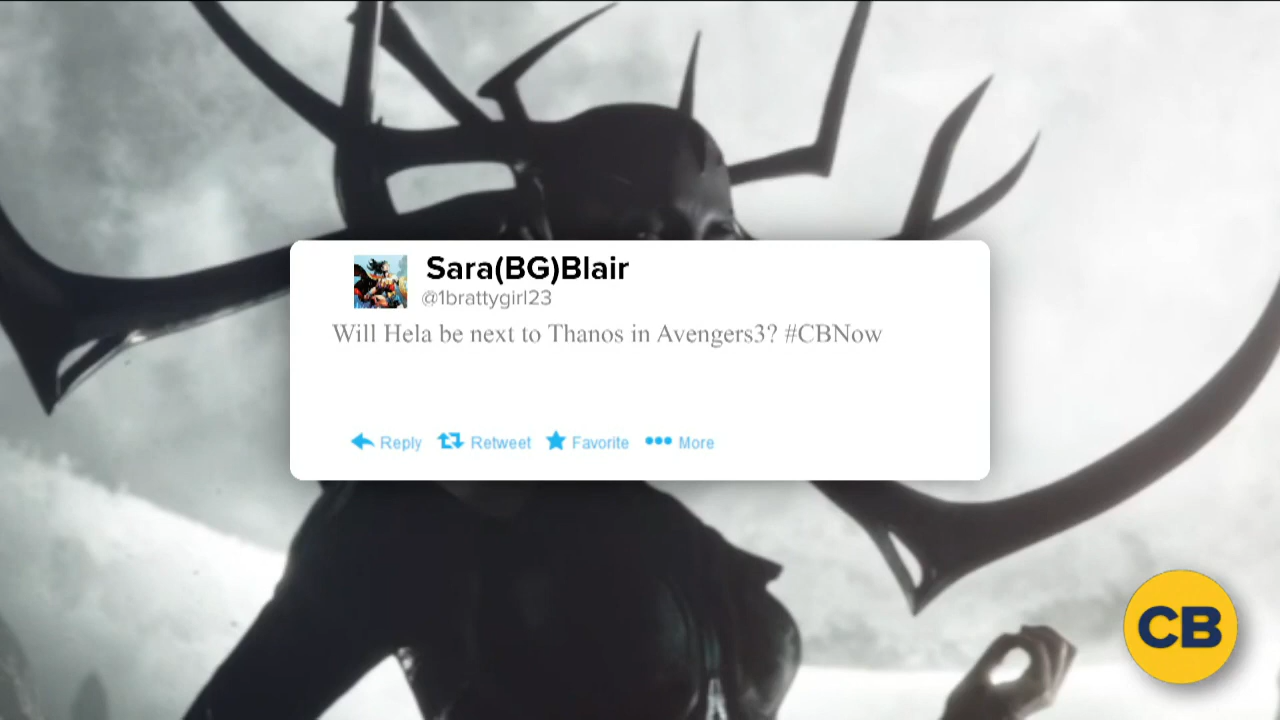 Sara(BG)Blair
@1brattygirl23
Will Hela be next to Thanos in Avengers3? #CBNow
Reply Retweet Favorite More
CB